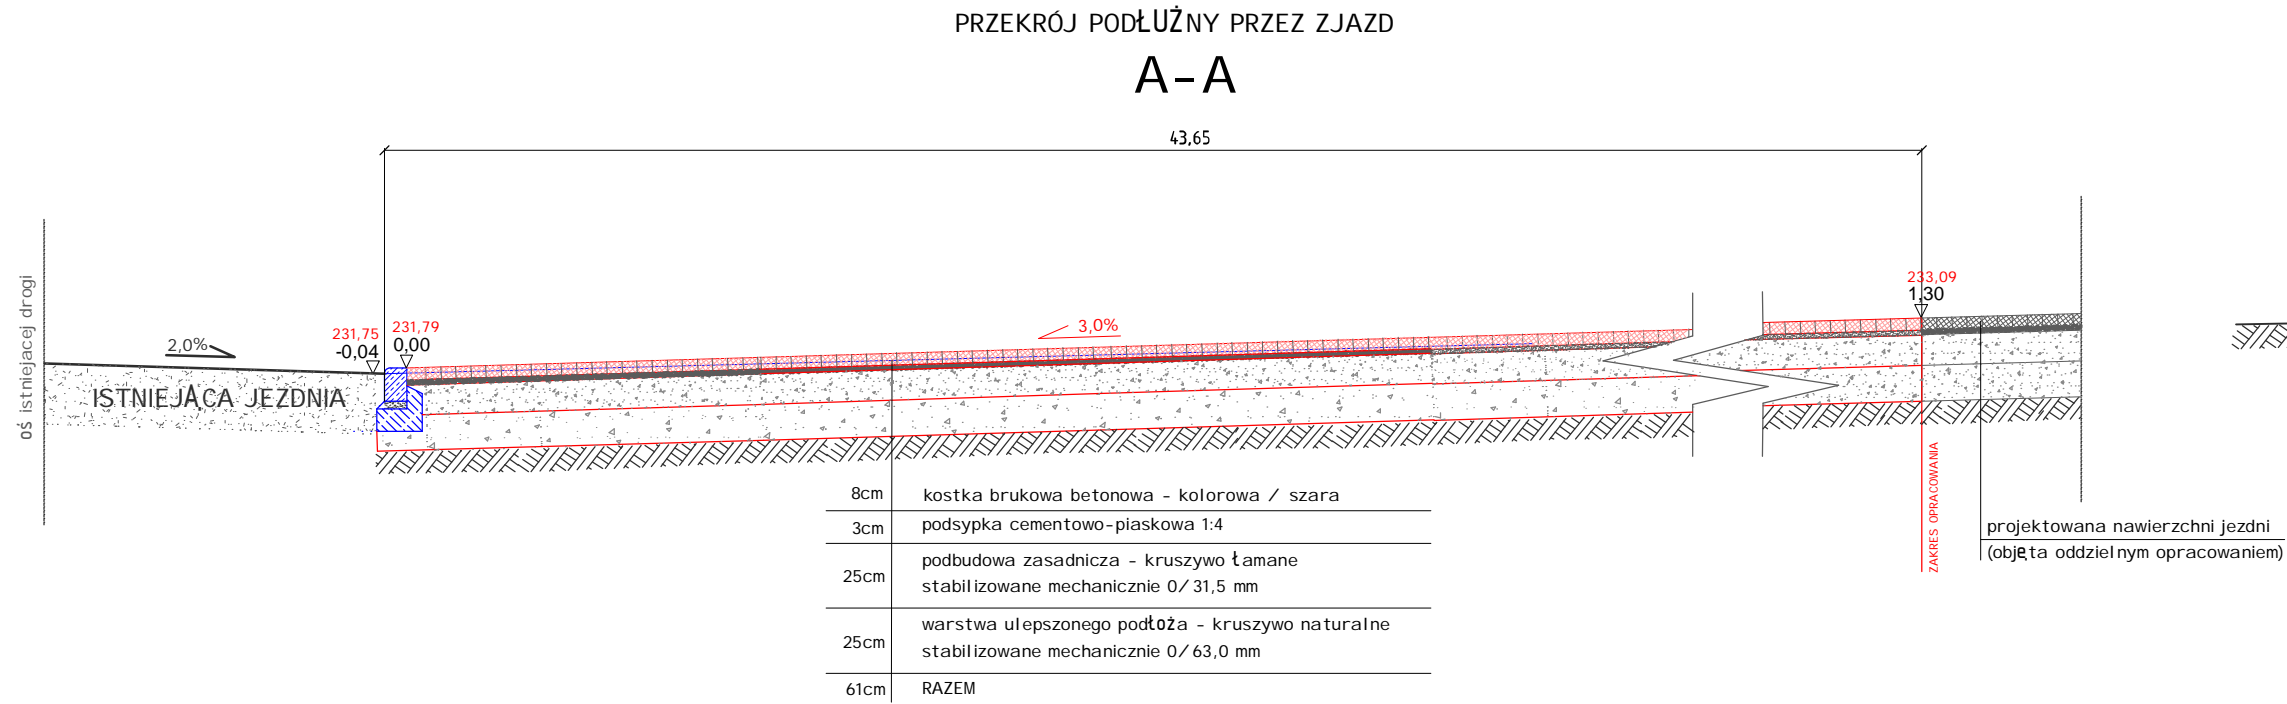 PRZEKRÓJ PODŁUŻNY PRZEZ ZJAZD
A-A
43,65
oś istniejacej drogi
2,0%
ISTNIEJĄCA JEZDNIA
231,75
-0,04
231,79
0,00
3,0%
233,09
1,30
ZAKRES OPRACOWANIA
8cm kostka brukowa betonowa - kolorowa / szara
3cm podsypka cementowo-piaskowa 1:4
25cm podbudowa zasadnicza - kruszywo łamane
stabilizowane mechanicznie 0/31,5 mm
25cm warstwa ulepszonego podłoża - kruszywo naturalne
stabilizowane mechanicznie 0/63,0 mm
61cm RAZEM
projektowana nawierzchni jezdni
(objęta oddzielnym opracowaniem)